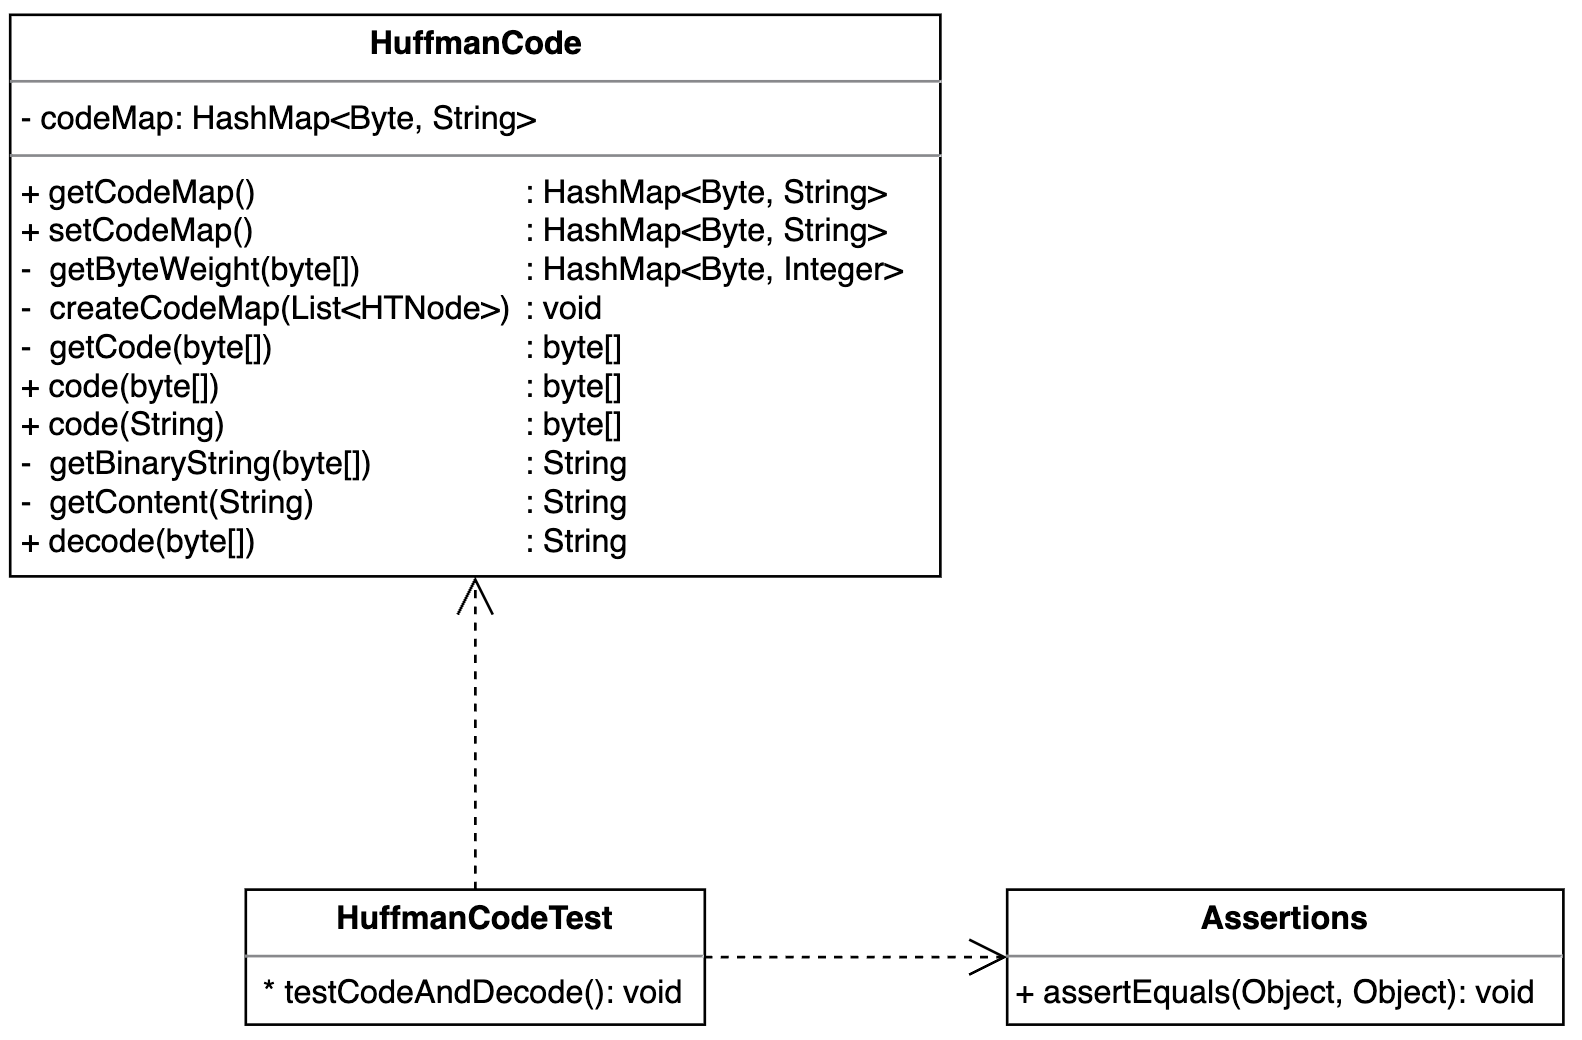 HuffmanCode
- codeMap: HashMap<Byte, String>
+ getCodeMap() : HashMap<Byte, String>
+ setCodeMap() : HashMap<Byte, String>
- getByteWeight(byte[]) : HashMap<Byte, Integer>
- createCodeMap(List<HTNode>) : void
- getCode(byte[]) : byte[]
+ code(byte[]) : byte[]
+ code(String) : byte[]
- getBinaryString(byte[]) : String
- getContent(String) : String
+ decode(byte[]) : String
HuffmanCodeTest
* testCodeAndDecode(): void
Assertions
+ assertEquals(Object, Object): void